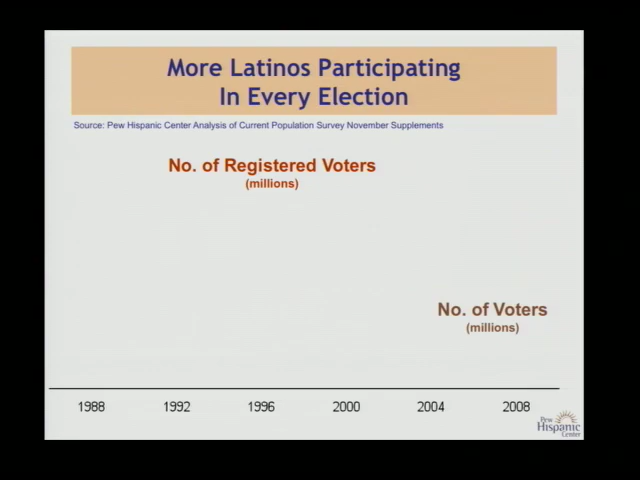 More Latinos Participating
In Every Election
Source: Pew Hispanic Center Analysis of Current Population Survey November Supplements
No. of Registered Voters
(millions)
No. of Voters
(millions)
1988 1992 1996 2000 2004 2008
Pew
Hispanic
Center